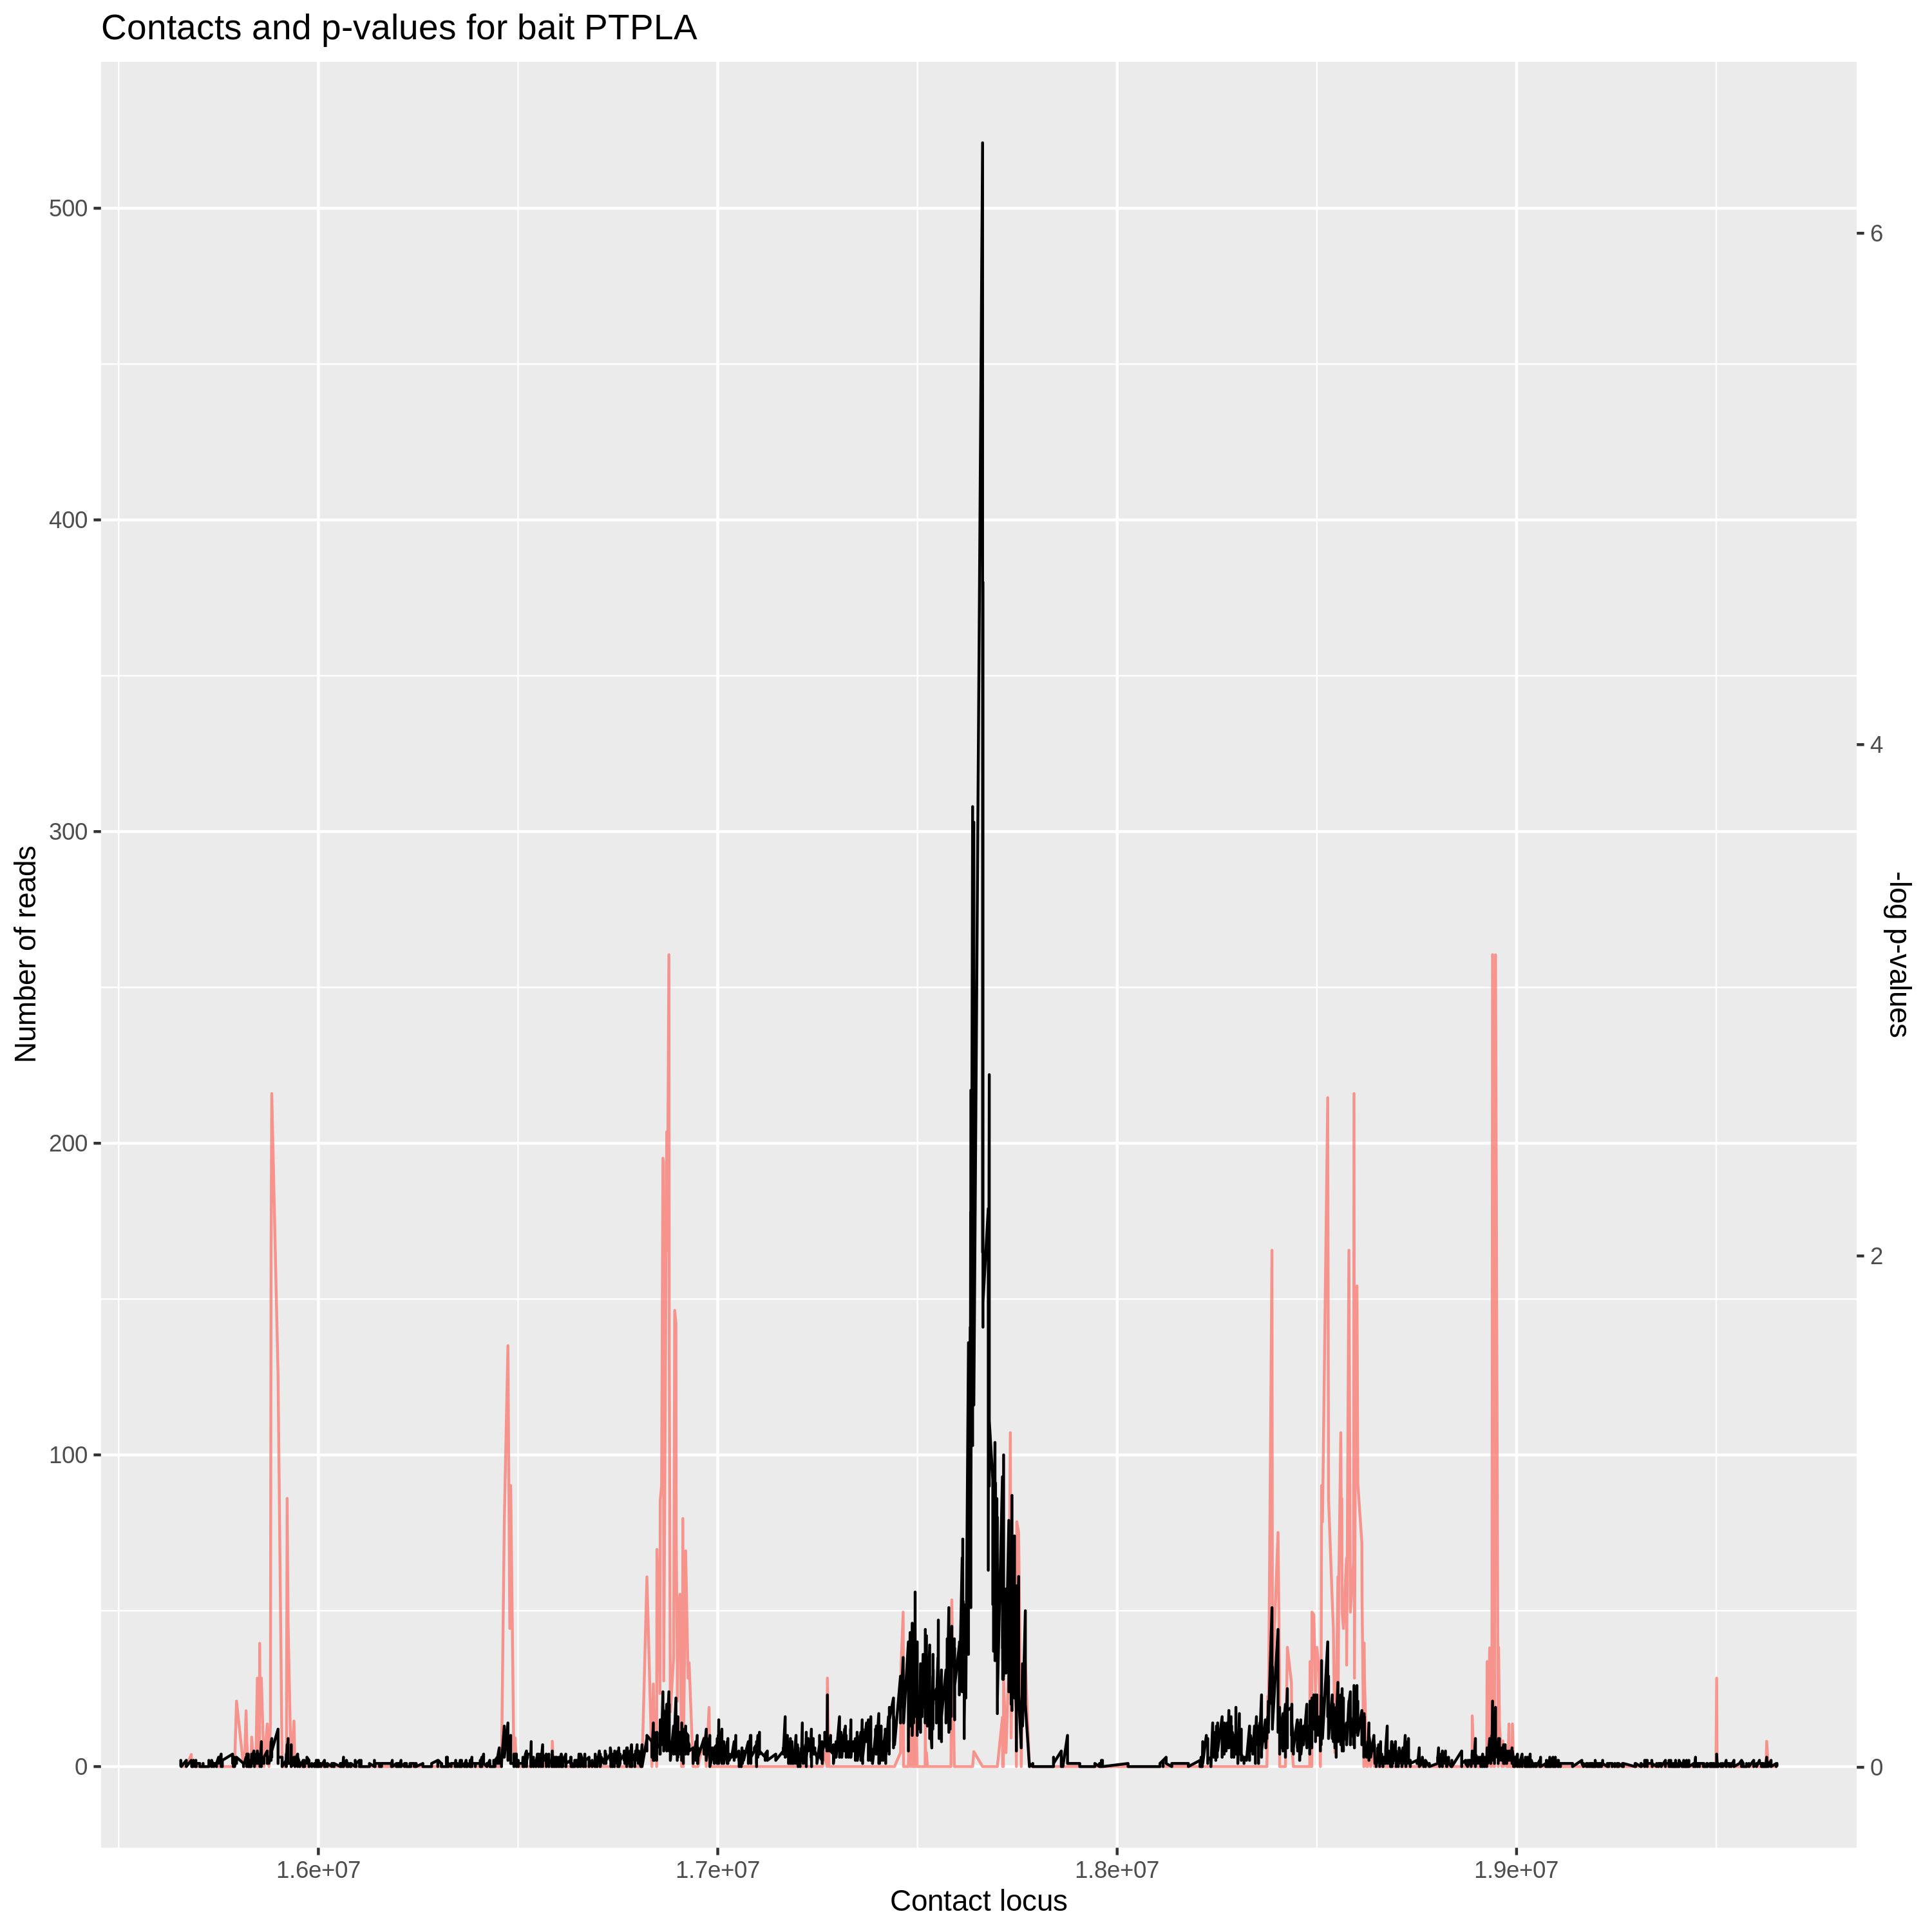 Contacts and p-values for bait PTPLA
500
400
300
200
100
0
Number of reads
6
4
2
0
-log p-values
1.6e+07
1.7e+07
1.8e+07
1.9e+07
Contact locus